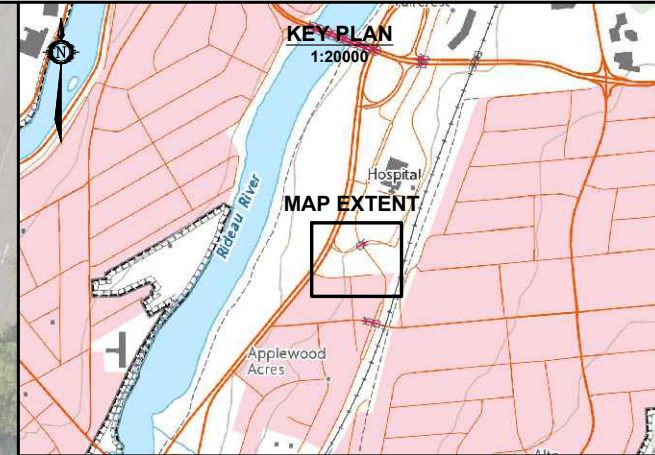 KEY PLAN
1:20000
N
Hospital
MAP EXTENT
Rideau River
Applewood
Acres